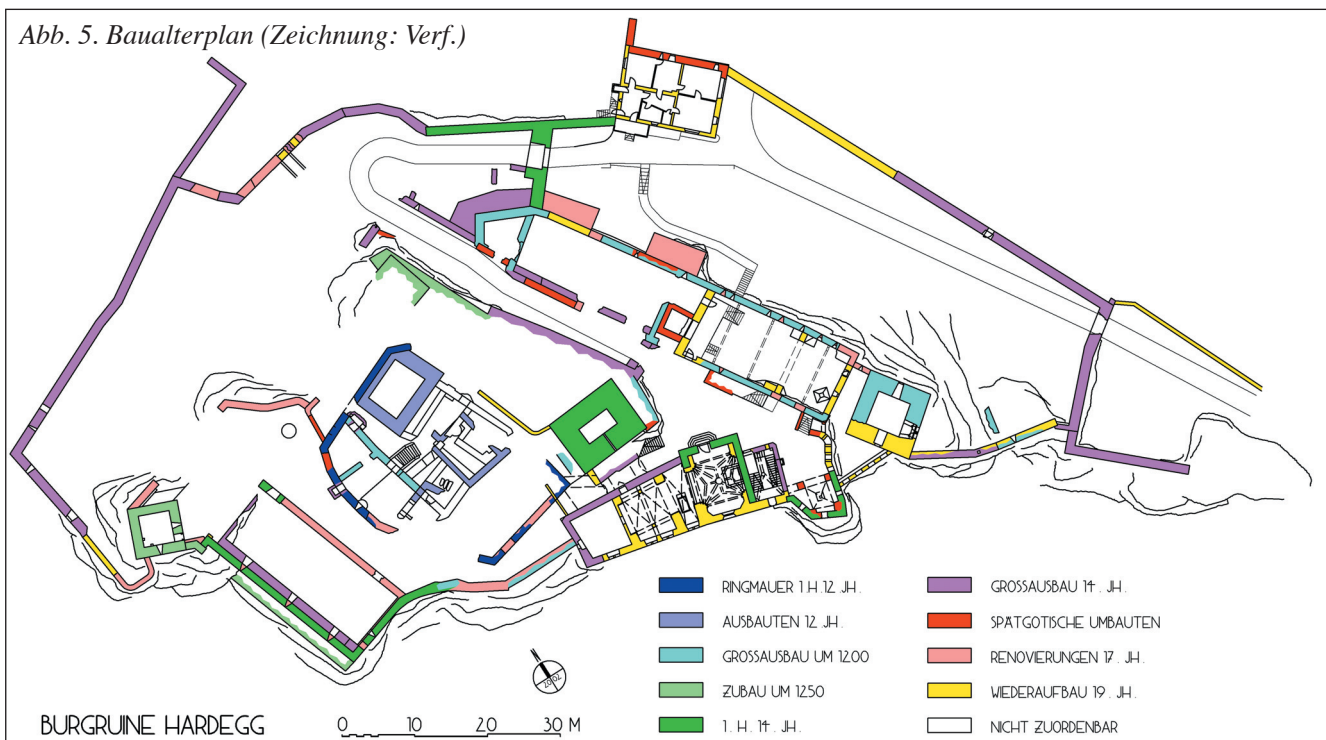 Abb. 5. Baualterplan (Zeichnung: Verf.)
RINGMAUER 1.H.12. JH.
AUSBAUTEN 12. JH.
GROSSAUSBAU UM 1200
ZUBAU UM 1250
1. H. 14. JH.
GROSSAUSBAU 14. JH.
SPÄTGOTISCHE UMBAUTEN
RENOVIERUNGEN 17. JH.
WIEDERAUFBAU 19. JH.
NICHT ZUORDENBAR
BURGRUINE HARDEGG
0 10 20 30 M